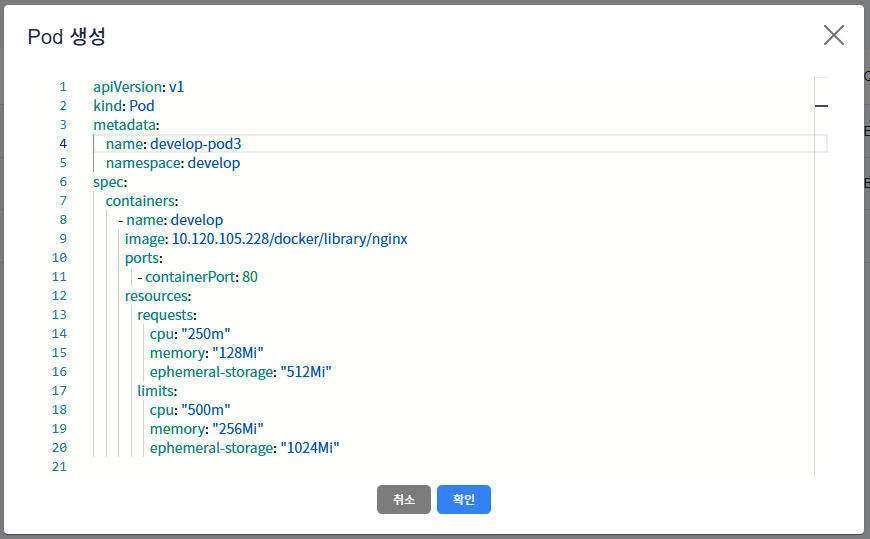 Pod 생성
1 apiVersion: v1
2 kind: Pod
3 metadata:
4 name: develop-pod3
5 namespace: develop
6 spec:
7 containers:
8 - name: develop
9 image: 10.120.105.228/docker/library/nginx
10 ports:
11 - containerPort: 80
12 resources:
13 requests:
14 cpu: "250m"
15 memory: "128Mi"
16 ephemeral-storage: "512Mi"
17 limits:
18 cpu: "500m"
19 memory: "256Mi"
20 ephemeral-storage: "1024Mi"
21
취소 확인